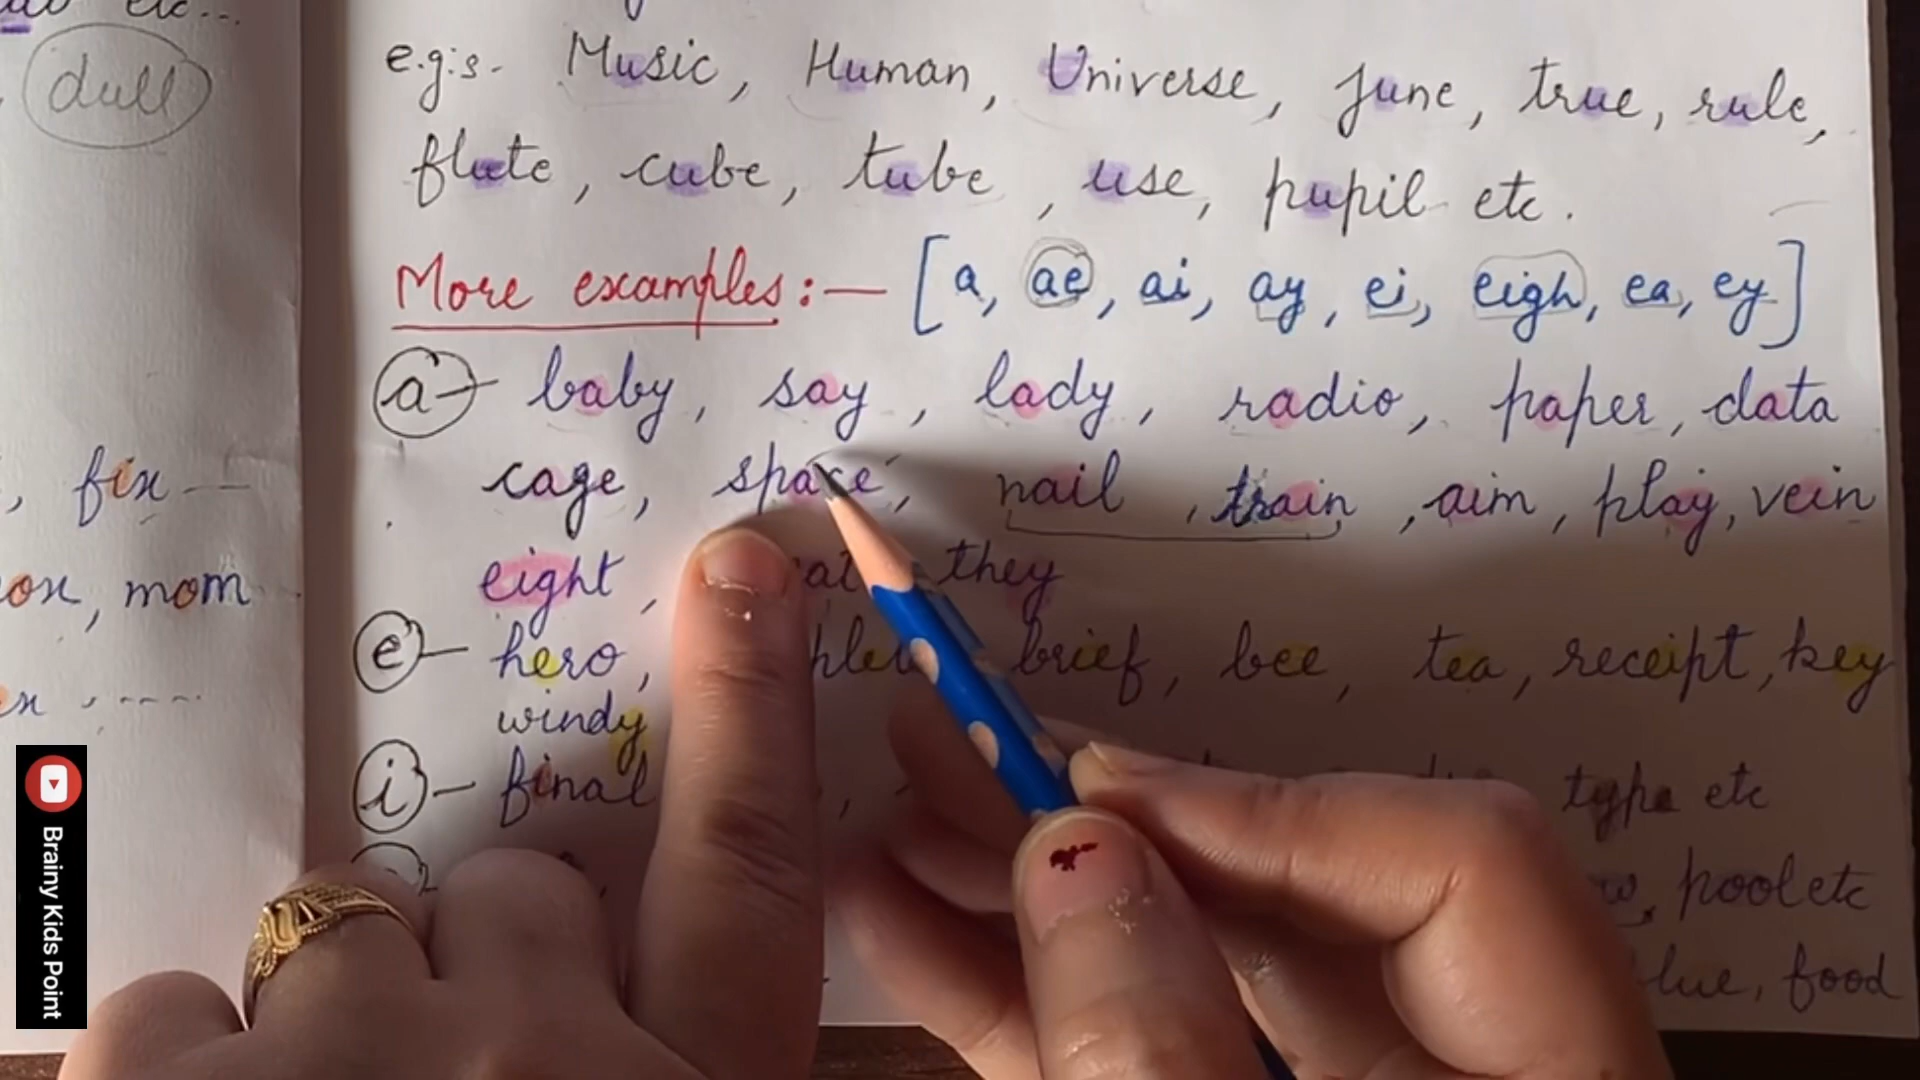 etc...
dull
, fix
, mom
e.g:s- Music, Human, Universe, June, true, rule,
flute, cube, tube, use, pupil etc.
More examples:— [a, ae, ai, ay, ei, eigh, ea, ey]
a- baby, say, lady, radio, paper, data
cage, space, nail, train, aim, play, vein
eight, they
e- hero, brief, bee, tea, receipt, key
windy
i- final type etc
pool etc
food
Brainy Kids Point